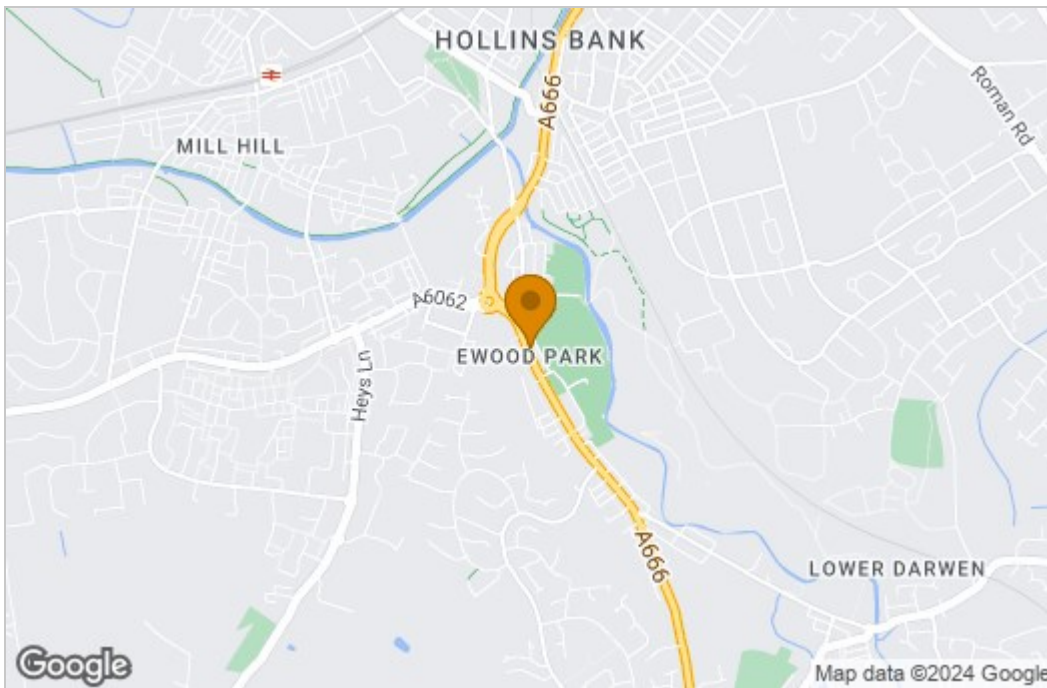 HOLLINS BANK
A666
Roman Rd
MILL HILL
A6062
EWOOD PARK
Heys Ln
A666
LOWER DARWEN
Google
Map data ©2024 Google